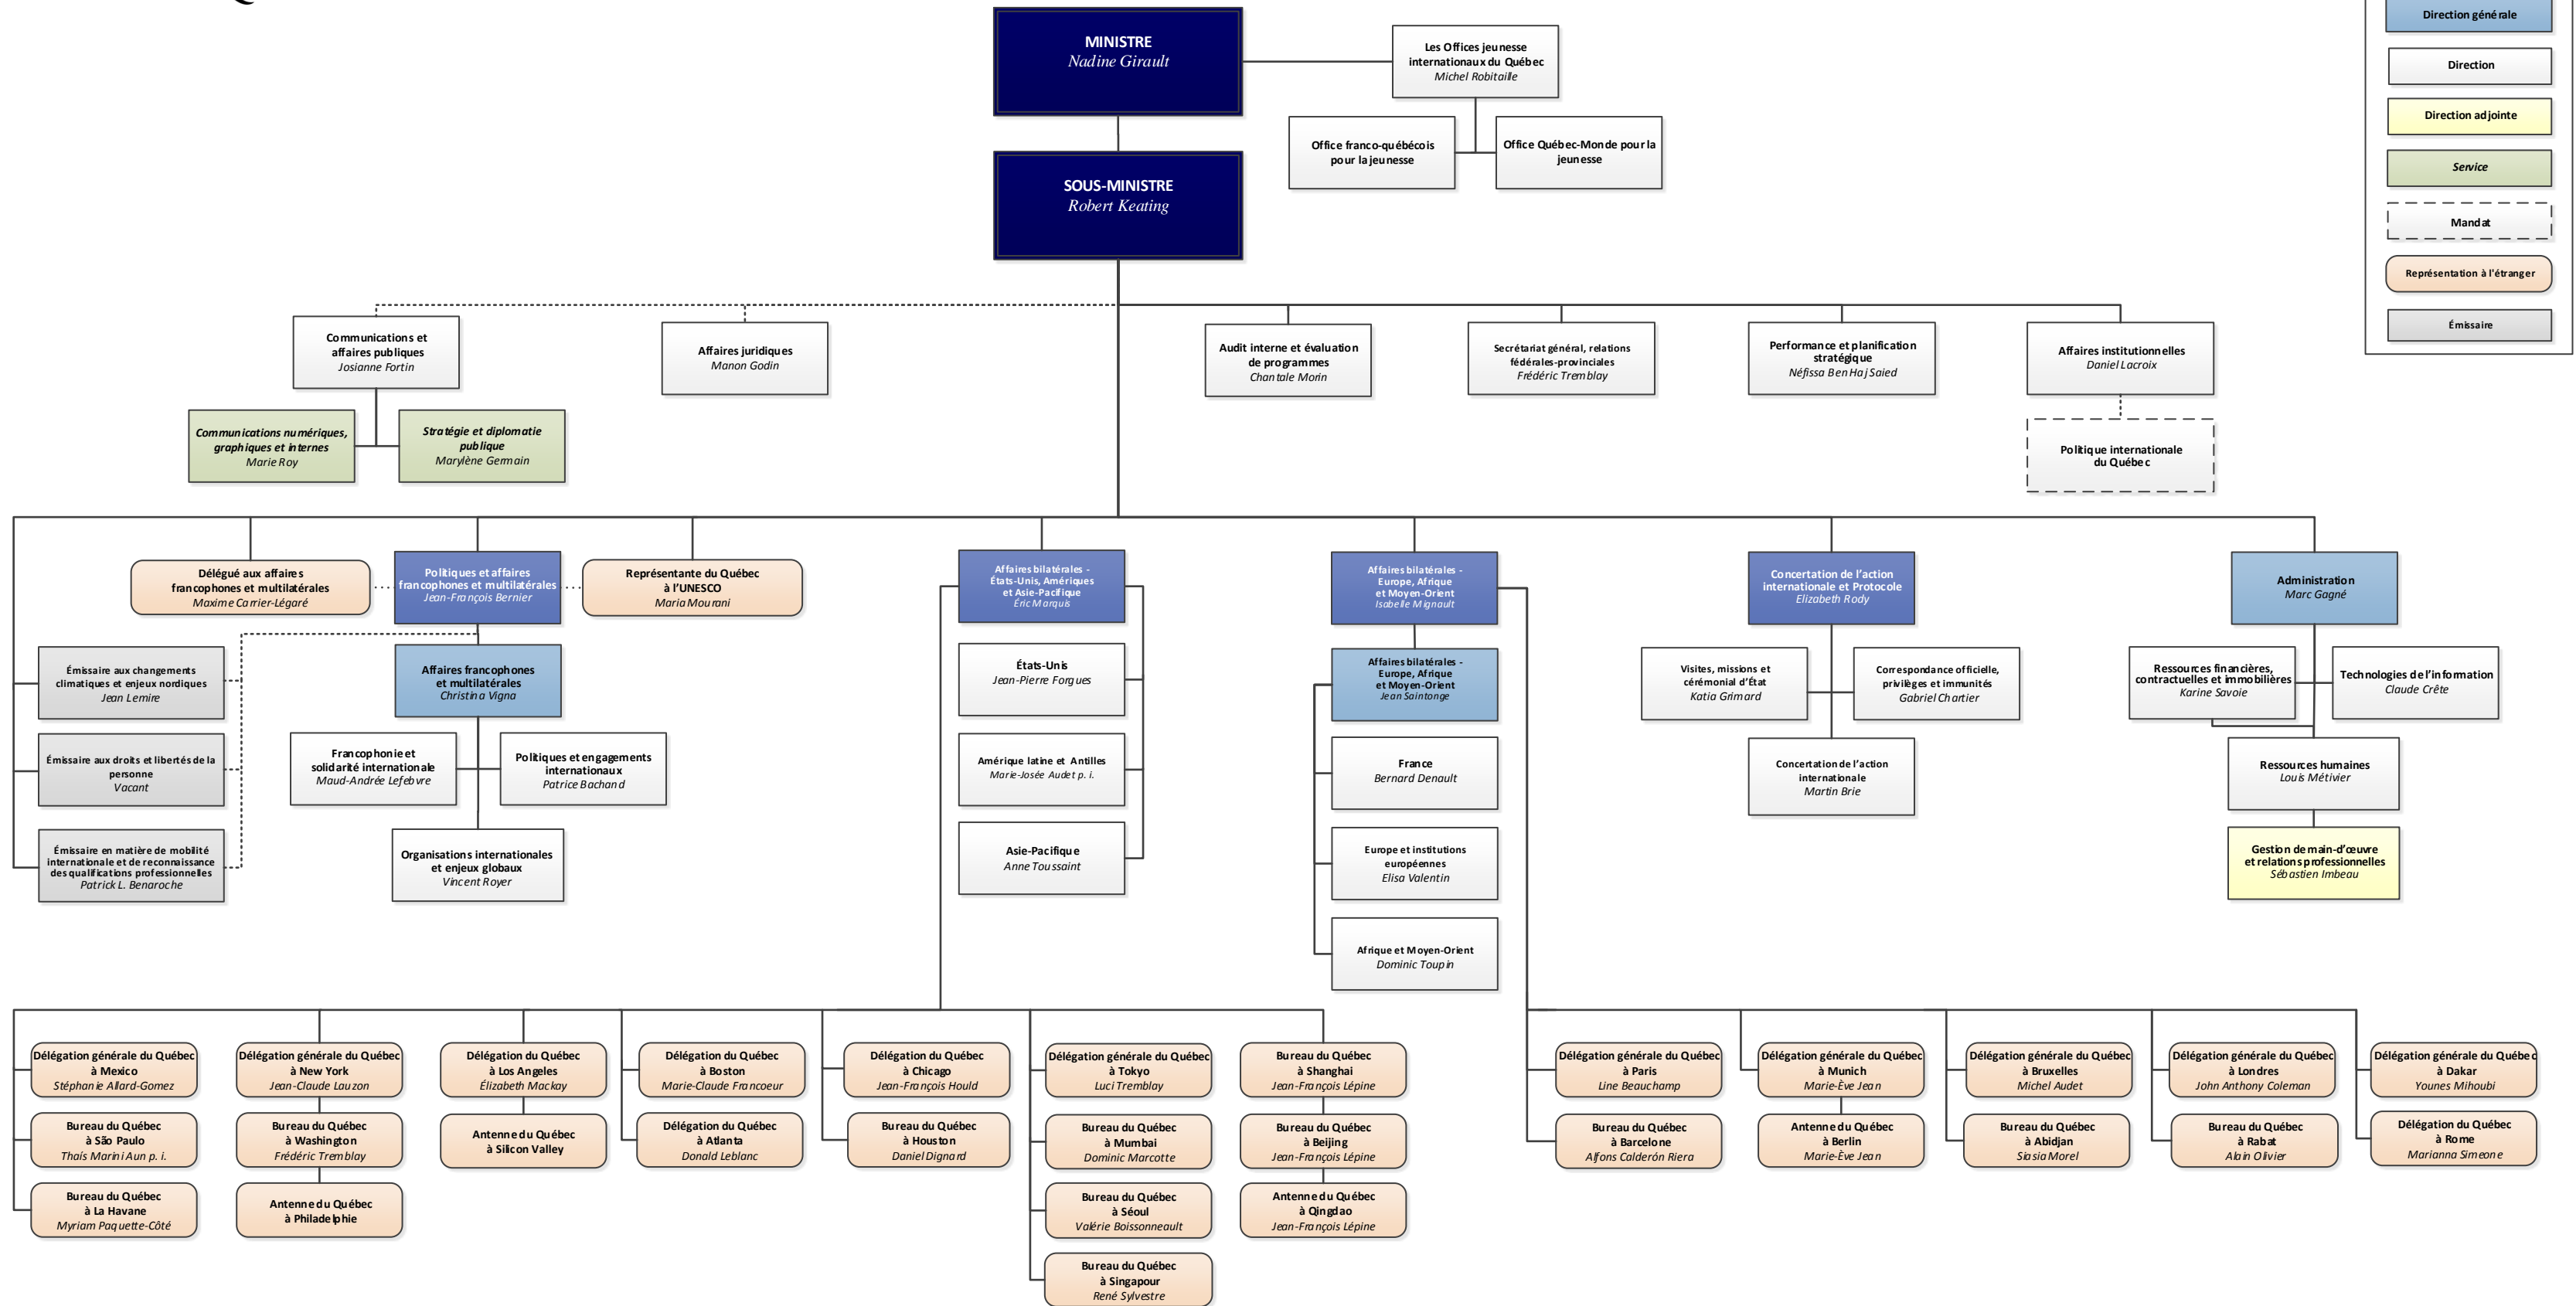 MINISTRE
Nadine Girault
Les Offices jeunesse
internationaux du Québec
Michel Robitaille
Office franco-québécois
pour la jeunesse
Office Québec-Monde pour la
jeunesse
SOUS-MINISTRE
Robert Keating
Direction générale
Direction
Direction adjointe
Service
Mandat
Représentation à l'étranger
Émissaire
Communications et
affaires publiques
Josianne Fortin
Affaires juridiques
Manon Godin
Audit interne et évaluation
de programmes
Chantale Morin
Secrétariat général, relations
fédérales-provinciales
Frédéric Tremblay
Performance et planification
stratégique
Néfissa Ben Haj Saied
Affaires institutionnelles
Daniel Lacroix
Communications numériques,
graphiques et internes
Marie Roy
Stratégie et diplomatie
publique
Marylène Germain
Politique internationale
du Québec
Délégué aux affaires
francophones et multilatérales
Maxime Carrier-Légaré
Politiques et affaires
francophones et multilatérales
Jean-François Bernier
Représentante du Québec
à l'UNESCO
Maria Mourani
Affaires bilatérales -
États-Unis, Amériques
et Asie-Pacifique
Éric Marquis
Affaires bilatérales -
Europe, Afrique
et Moyen-Orient
Isabelle Mignault
Concertation de l'action
internationale et Protocole
Elizabeth Rody
Administration
Marc Gagné
Émissaire aux changements
climatiques et enjeux nordiques
Jean Lemire
Émissaire aux droits et libertés de la
personne
Vacant
Émissaire en matière de mobilité
internationale et de reconnaissance
des qualifications professionnelles
Patrick L. Benaroche
Affaires francophones
et multilatérales
Christina Vigna
Francophonie et
solidarité internationale
Maud-Andrée Lefebvre
Politiques et engagements
internationaux
Patrice Bachand
Organisations internationales
et enjeux globaux
Vincent Royer
États-Unis
Jean-Pierre Forgues
Amérique latine et Antilles
Marie-Josée Audet p. i.
Asie-Pacifique
Anne Toussaint
Affaires bilatérales -
Europe, Afrique
et Moyen-Orient
Jean Saintonge
France
Bernard Denault
Europe et institutions
européennes
Elisa Valentin
Afrique et Moyen-Orient
Dominic Toupin
Visites, missions et
cérémonial d'État
Katia Grimard
Correspondance officielle,
privilèges et immunités
Gabriel Chartier
Concertation de l'action
internationale
Martin Brie
Ressources financières,
contractuelles et immobilières
Karine Savoie
Technologies de l'information
Claude Crête
Ressources humaines
Louis Métivier
Gestion de main-d'œuvre
et relations professionnelles
Sébastien Imbeau
Délégation générale du Québec
à Mexico
Stéphanie Allard-Gomez
Bureau du Québec
à São Paulo
Thaís Marini Aun p. i.
Bureau du Québec
à La Havane
Myriam Paquette-Côté
Délégation générale du Québec
à New York
Jean-Claude Lauzon
Bureau du Québec
à Washington
Frédéric Tremblay
Antenne du Québec
à Philadelphie
Délégation du Québec
à Los Angeles
Élizabeth Mackay
Antenne du Québec
à Silicon Valley
Délégation du Québec
à Boston
Marie-Claude Francoeur
Délégation du Québec
à Atlanta
Donald Leblanc
Délégation du Québec
à Chicago
Jean-François Hould
Bureau du Québec
à Houston
Daniel Dignard
Délégation générale du Québec
à Tokyo
Luci Tremblay
Bureau du Québec
à Mumbai
Dominic Marcotte
Bureau du Québec
à Séoul
Valérie Boissonneault
Bureau du Québec
à Singapour
René Sylvestre
Bureau du Québec
à Shanghai
Jean-François Lépine
Bureau du Québec
à Beijing
Jean-François Lépine
Antenne du Québec
à Qingdao
Jean-François Lépine
Délégation générale du Québec
à Paris
Line Beauchamp
Bureau du Québec
à Barcelone
Alfons Calderón Riera
Délégation générale du Québec
à Munich
Marie-Ève Jean
Antenne du Québec
à Berlin
Marie-Ève Jean
Délégation générale du Québec
à Bruxelles
Michel Audet
Bureau du Québec
à Abidjan
Siasia Morel
Délégation générale du Québec
à Londres
John Anthony Coleman
Bureau du Québec
à Rabat
Alain Olivier
Délégation générale du Québec
à Dakar
Younes Mihoubi
Délégation du Québec
à Rome
Marianna Simeone